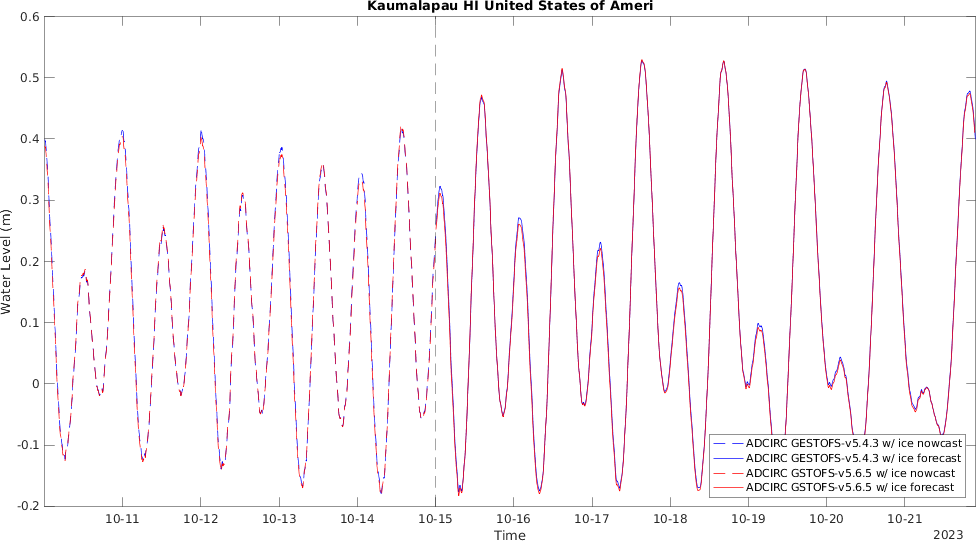 Kaumalapau HI United States of Ameri
0.6
0.5
0.4
0.3
0.2
0.1
0
-0.1
-0.2
Water Level (m)
ADCIRC GESTOFS-v5.4.3 w/ ice nowcast
ADCIRC GESTOFS-v5.4.3 w/ ice forecast
ADCIRC GSTOFS-v5.6.5 w/ ice nowcast
ADCIRC GSTOFS-v5.6.5 w/ ice forecast
10-11 10-12 10-13 10-14 10-15 10-16 10-17 10-18 10-19 10-20 10-21
Time
2023